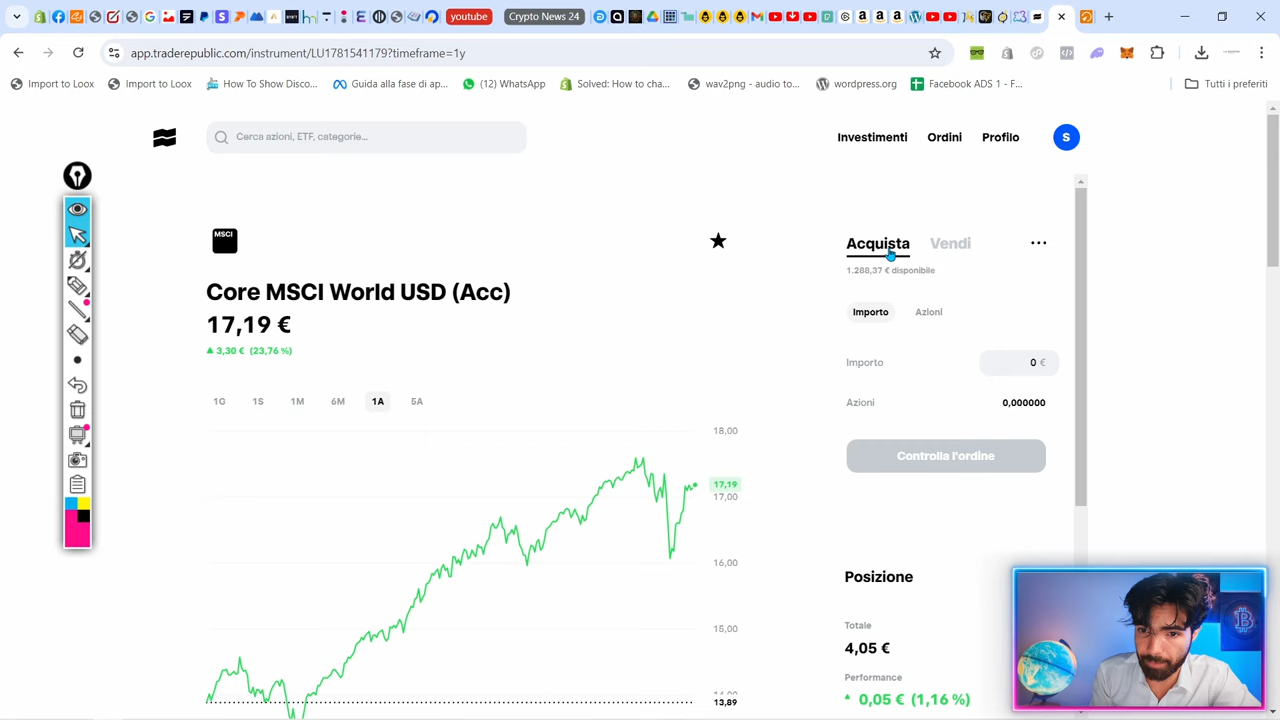 youtube
Crypto News 24
app.traderepublic.com/instrument/LU1781541179?timeframe=1y
Import to Loox
Import to Loox
How To Show Disco...
Guida alla fase di ap...
(12) WhatsApp
Solved: How to cha...
wav2png - audio to...
wordpress.org
Facebook ADS 1 - F...
Tutti i preferiti
Cerca azioni, ETF, categorie...
Investimenti
Ordini
Profilo
S
MSCI
Acquista
Vendi
1.288,37 € disponibile
Core MSCI World USD (Acc)
17,19 €
3,30 € (23,76 %)
Importo
Azioni
Importo
0 €
1G
1S
1M
6M
1A
5A
Azioni
0,000000
18,00
Controlla l'ordine
17,19
17,00
16,00
Posizione
15,00
Totale
4,05 €
Performance
14,00
13,89
0,05 € (1,16 %)